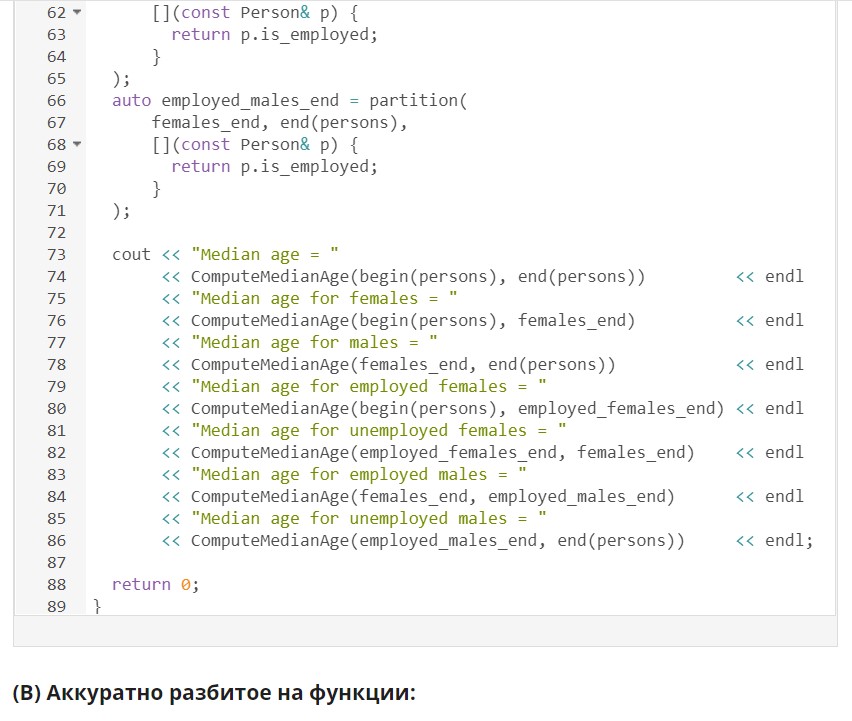 62 [](const Person& p) {
63 return p.is_employed;
64 }
65 );
66 auto employed_males_end = partition(
67 females_end, end(persons),
68 [](const Person& p) {
69 return p.is_employed;
70 }
71 );
72
73 cout << "Median age = "
74 << ComputeMedianAge(begin(persons), end(persons)) << endl
75 << "Median age for females = "
76 << ComputeMedianAge(begin(persons), females_end) << endl
77 << "Median age for males = "
78 << ComputeMedianAge(females_end, end(persons)) << endl
79 << "Median age for employed females = "
80 << ComputeMedianAge(begin(persons), employed_females_end) << endl
81 << "Median age for unemployed females = "
82 << ComputeMedianAge(employed_females_end, females_end) << endl
83 << "Median age for employed males = "
84 << ComputeMedianAge(females_end, employed_males_end) << endl
85 << "Median age for unemployed males = "
86 << ComputeMedianAge(employed_males_end, end(persons)) << endl;
87
88 return 0;
89 }
(B) Аккуратно разбитое на функции: